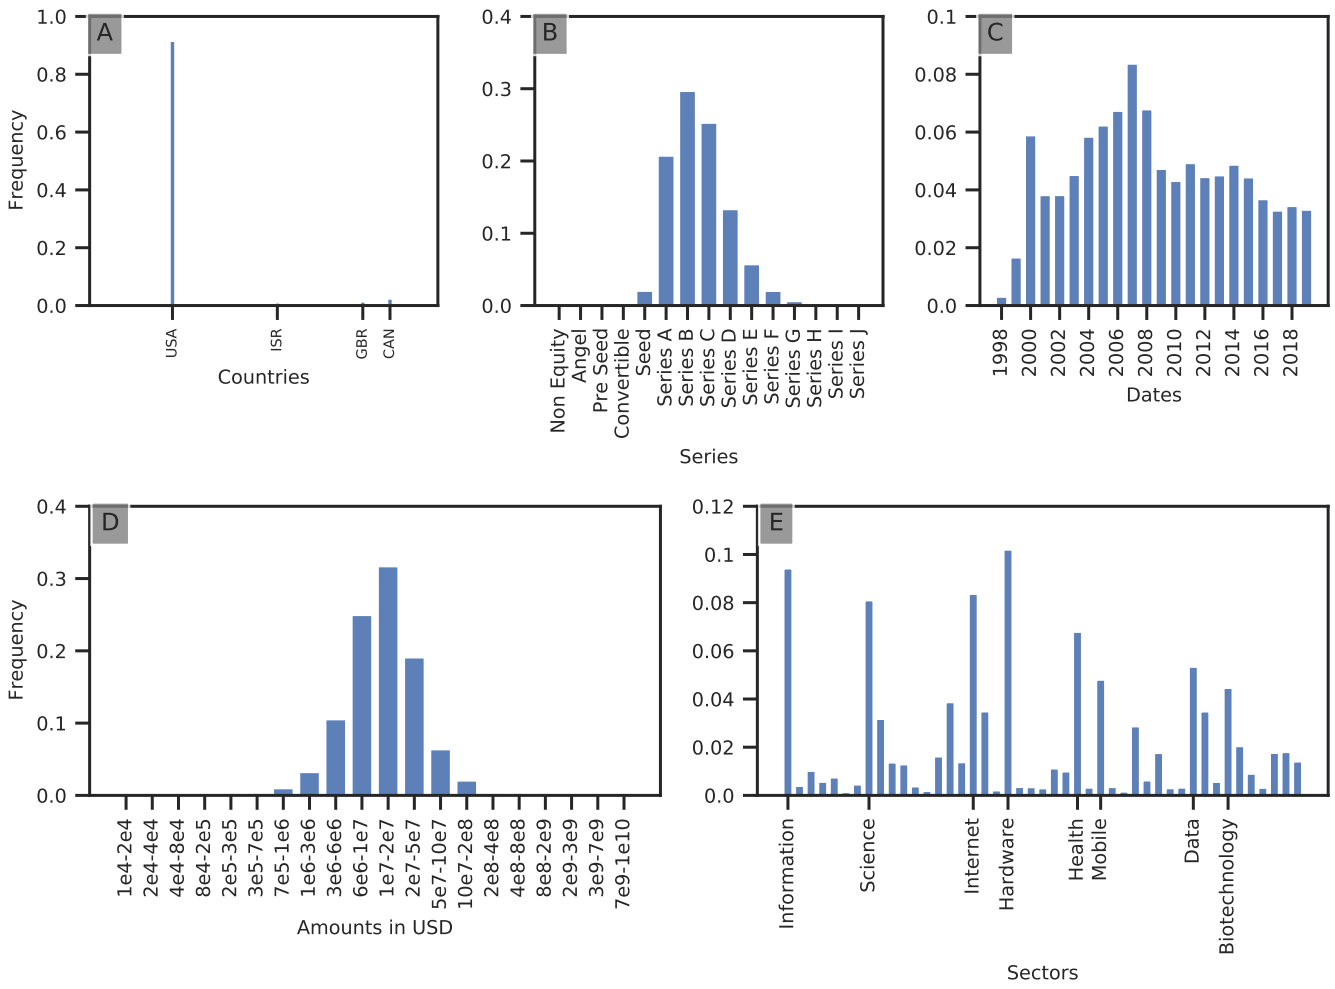 A
Frequency
1.0
0.8
0.6
0.4
0.2
0.0
USA
ISR
GBR
CAN
Countries
B
0.4
0.3
0.2
0.1
0.0
Non Equity
Angel
Pre Seed
Convertible
Seed
Series A
Series B
Series C
Series D
Series E
Series F
Series G
Series H
Series I
Series J
Series
C
0.1
0.08
0.06
0.04
0.02
0.0
1998
2000
2002
2004
2006
2008
2010
2012
2014
2016
2018
Dates
D
Frequency
0.4
0.3
0.2
0.1
0.0
1e4-2e4
2e4-4e4
4e4-8e4
8e4-2e5
2e5-3e5
3e5-7e5
7e5-1e6
1e6-3e6
3e6-6e6
6e6-1e7
1e7-2e7
2e7-5e7
5e7-10e7
10e7-2e8
2e8-4e8
4e8-8e8
8e8-2e9
2e9-3e9
3e9-7e9
7e9-1e10
Amounts in USD
E
0.12
0.1
0.08
0.06
0.04
0.02
0.0
Information
Science
Internet
Hardware
Health
Mobile
Data
Biotechnology
Sectors